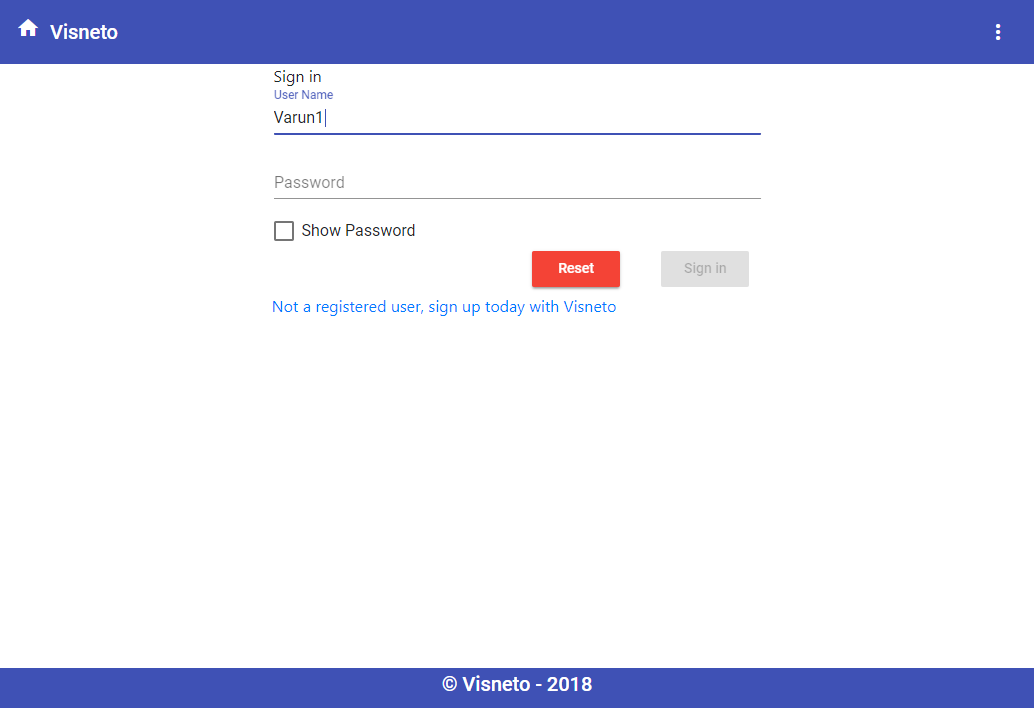 Visneto
Sign in
User Name
Varun1
Password
Show Password
Reset Sign in
Not a registered user, sign up today with Visneto
© Visneto - 2018